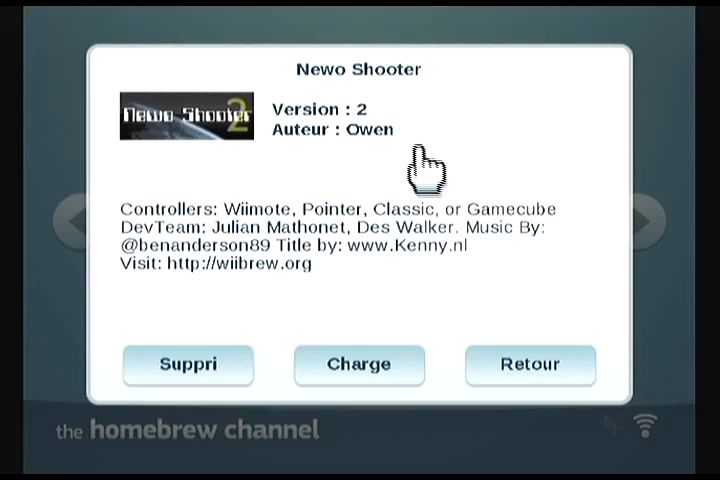 Newo Shooter
Newo Shooter 2
Version : 2
Auteur : Owen
Controllers: Wiimote, Pointer, Classic, or Gamecube
DevTeam: Julian Mathonet, Des Walker. Music By:
@benanderson89 Title by: www.Kenny.nl
Visit: http://wiibrew.org
Suppri
Charge
Retour
the homebrew channel